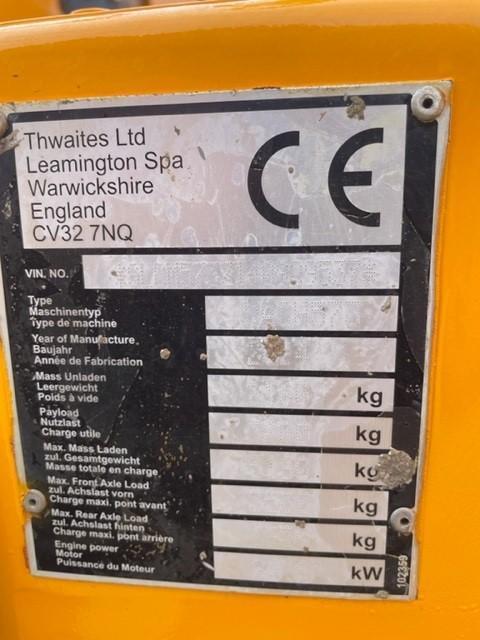 Thwaites Ltd
Leamington Spa
Warwickshire
England
CV32 7NQ
CE
VIN. NO.
Type
Maschinentyp
Type de machine
Year of Manufacture
Baujahr
Année de Fabrication
Mass Unladen
Leergewicht
Poids à vide
kg
Payload
Nutzlast
Charge utile
kg
Max. Mass Laden
zul. Gesamtgewicht
Masse totale en charge
kg
Max. Front Axle Load
zul. Achslast vorn
Charge maxi. pont avant
kg
Max. Rear Axle Load
zul. Achslast hinten
Charge maxi. pont arrière
kg
Engine power
Motor
Puissance du Moteur
kW
102359